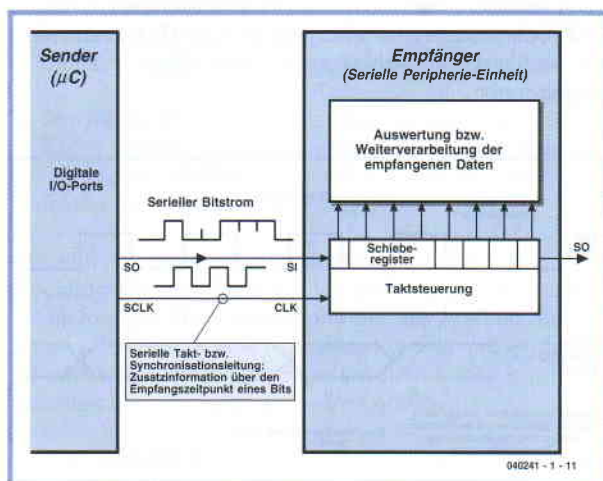 Sender
(µC)
Digitale
I/O-Ports
Serieller Bitstrom
SO
SI
SCLK
CLK
Serielle Takt- bzw.
Synchronisationsleitung:
Zusatzinformation über den
Empfangszeitpunkt eines Bits
Empfänger
(Serielle Peripherie-Einheit)
Auswertung bzw.
Weiterverarbeitung der
empfangenen Daten
Schiebe-
register
SO
Taktsteuerung
040241 - 1 - 11